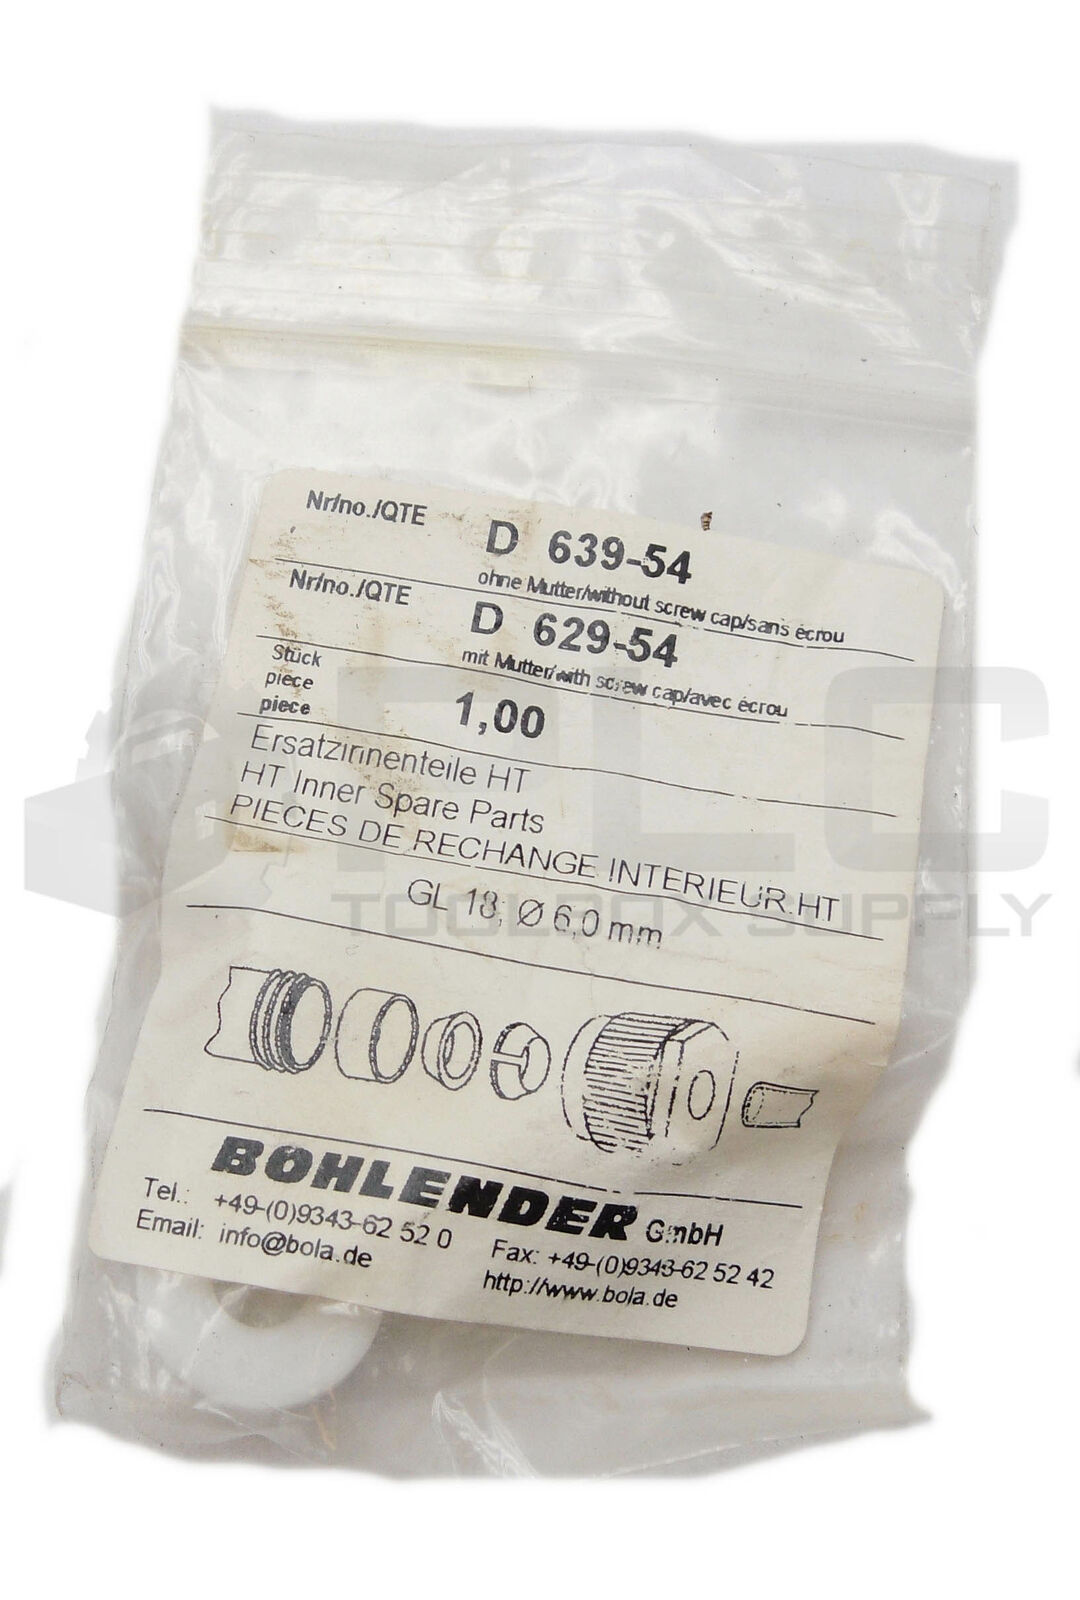 Nr/no./QTE D 639-54
ohne Mutter/without screw cap/sans écrou
Nr/no./QTE D 629-54
mit Mutter/with screw cap/avec écrou
Stück
piece
piece 1,00
Ersatzinnenteile HT
HT Inner Spare Parts
PIECES DE RECHANGE INTERIEUR HT
GL 18; Ø 6,0 mm
BOHLENDER GmbH
Tel.: +49-(0)9343-62 52 0
Fax: +49-(0)9343-62 52 42
Email: info@bola.de
http://www.bola.de
PLC
TOOLBOX SUPPLY